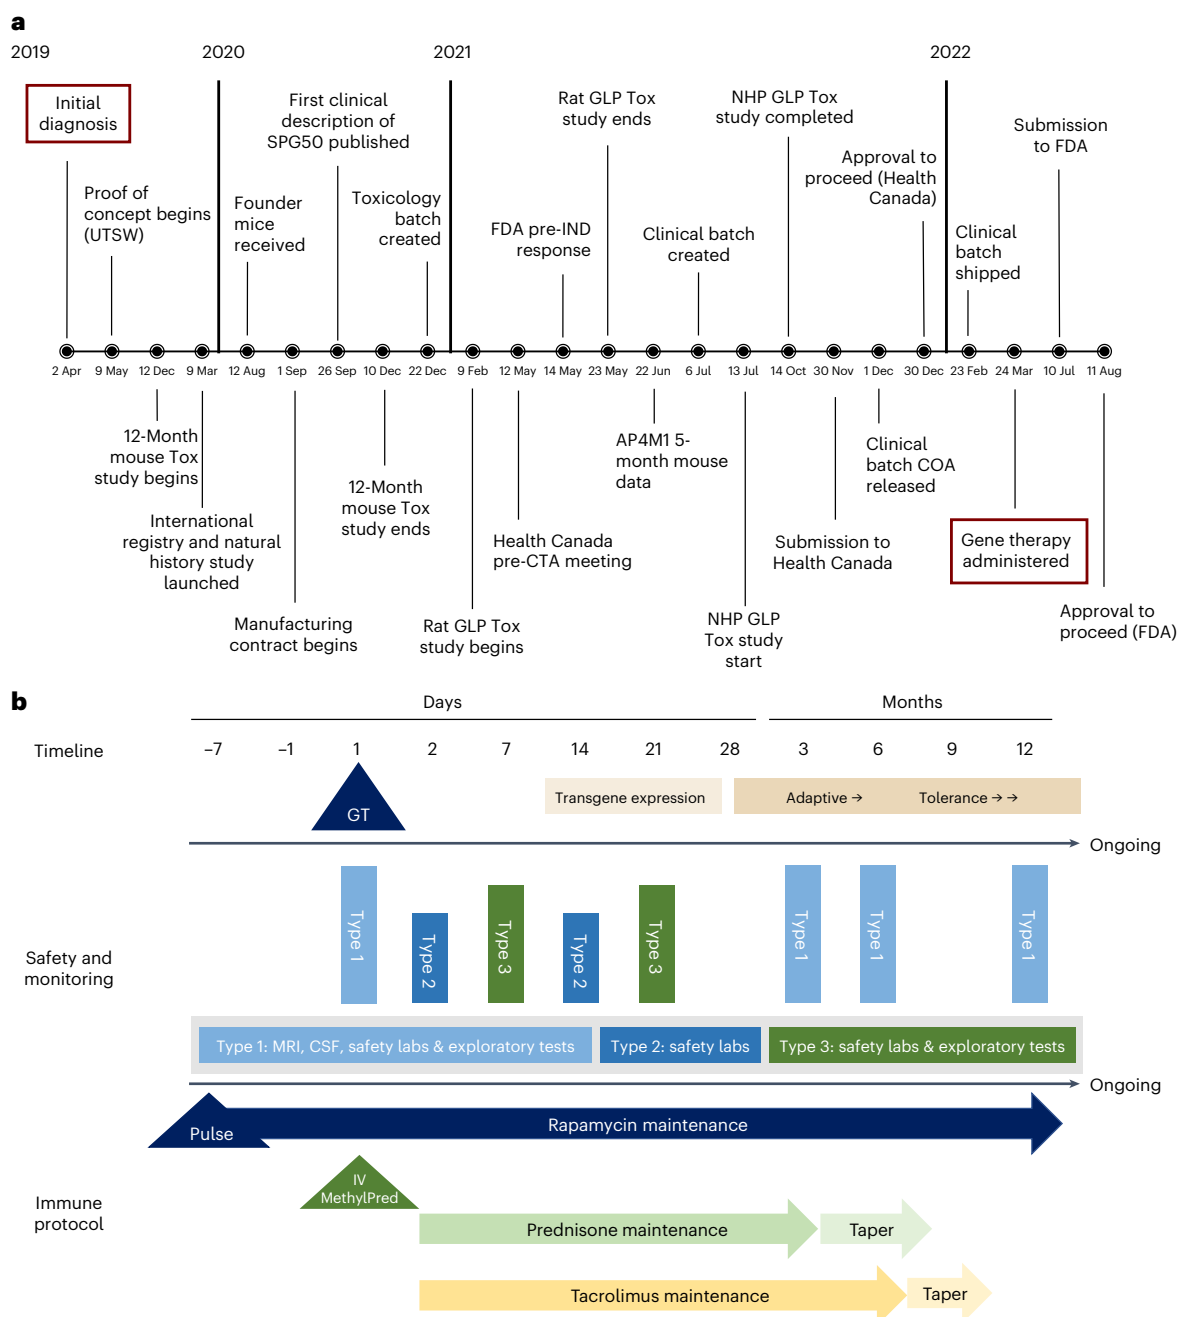 a
2019
2020
2021
2022
Initial
diagnosis
Proof of
concept begins
(UTSW)
Founder
mice
received
First clinical
description of
SPG50 published
Toxicology
batch
created
FDA pre-IND
response
Rat GLP Tox
study ends
Clinical batch
created
NHP GLP Tox
study completed
Approval to
proceed (Health
Canada)
Clinical
batch
shipped
Submission
to FDA
2 Apr
9 May
12 Dec
9 Mar
12 Aug
1 Sep
26 Sep
10 Dec
22 Dec
9 Feb
12 May
14 May
23 May
22 Jun
6 Jul
13 Jul
14 Oct
30 Nov
1 Dec
30 Dec
23 Feb
24 Mar
10 Jul
11 Aug
12-Month
mouse Tox
study begins
International
registry and natural
history study
launched
Manufacturing
contract begins
12-Month
mouse Tox
study ends
Rat GLP Tox
study begins
Health Canada
pre-CTA meeting
AP4M1 5-
month mouse
data
NHP GLP
Tox study
start
Submission to
Health Canada
Clinical
batch COA
released
Gene therapy
administered
Approval to
proceed (FDA)
b
Days
Months
Timeline
–7
–1
1
2
7
14
21
28
3
6
9
12
GT
Transgene expression
Adaptive →
Tolerance → →
Ongoing
Safety and
monitoring
Type 1
Type 2
Type 3
Type 2
Type 3
Type 1
Type 1
Type 1
Type 1: MRI, CSF, safety labs & exploratory tests
Type 2: safety labs
Type 3: safety labs & exploratory tests
Ongoing
Pulse
Rapamycin maintenance
Immune
protocol
IV
MethylPred
Prednisone maintenance
Taper
Tacrolimus maintenance
Taper